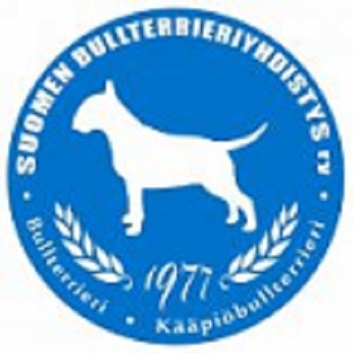 SUOMEN BULLTERRIERIYHDISTYS ry
1977
Bullterrieri • Kääpiöbullterrieri